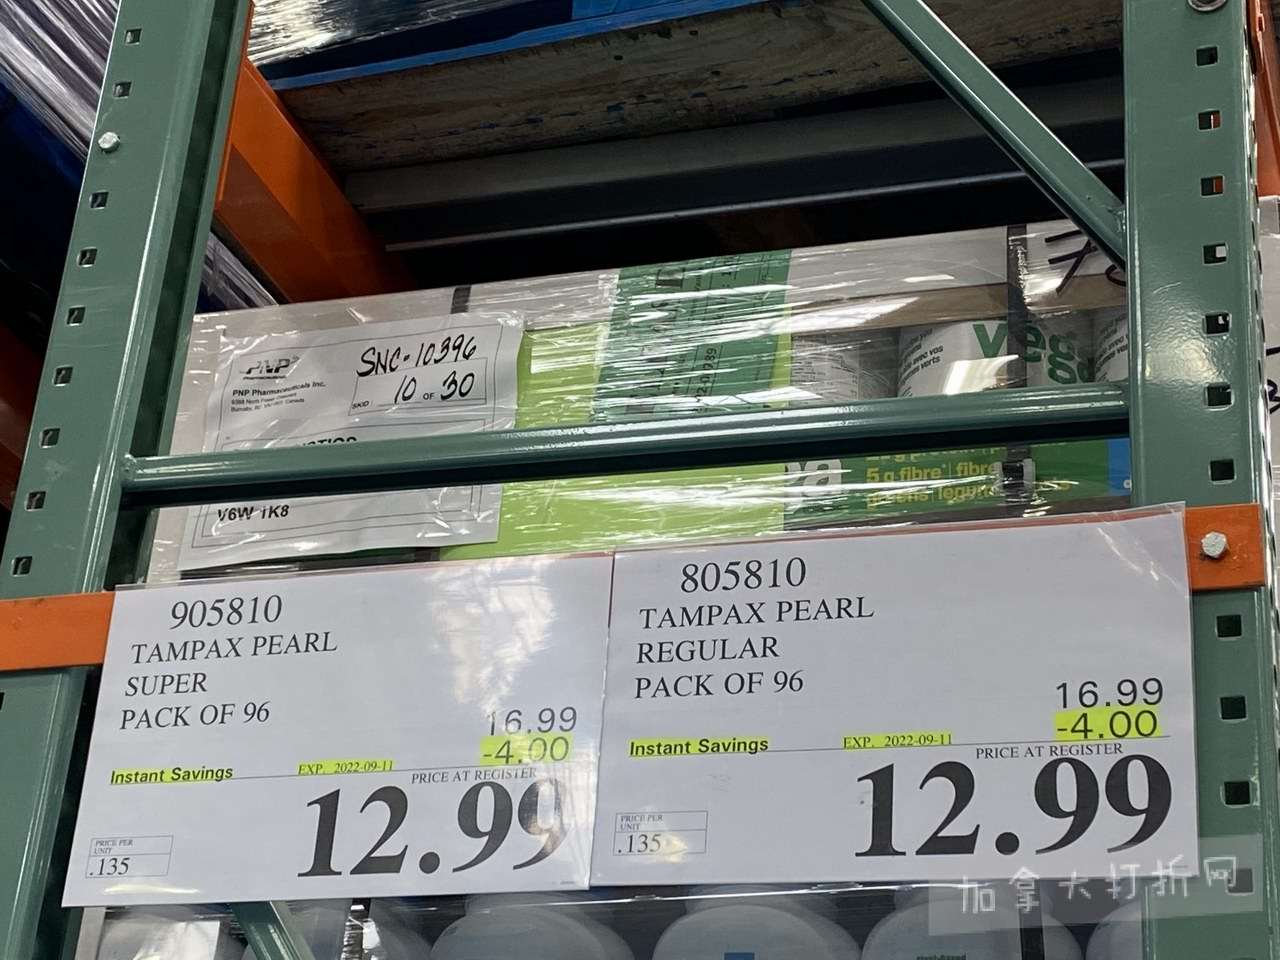 PNP
PNP Pharmaceuticals Inc.
SNC-10396
SKID 10 OF 30
V6W 1K8
veg
5 g fibre | fibre
905810
TAMPAX PEARL
SUPER
PACK OF 96
16.99
-4.00
Instant Savings EXP. 2022-09-11 PRICE AT REGISTER
12.99
PRICE PER
UNIT
.135
805810
TAMPAX PEARL
REGULAR
PACK OF 96
16.99
-4.00
Instant Savings EXP. 2022-09-11 PRICE AT REGISTER
12.99
PRICE PER
UNIT
.135
加拿大打折网